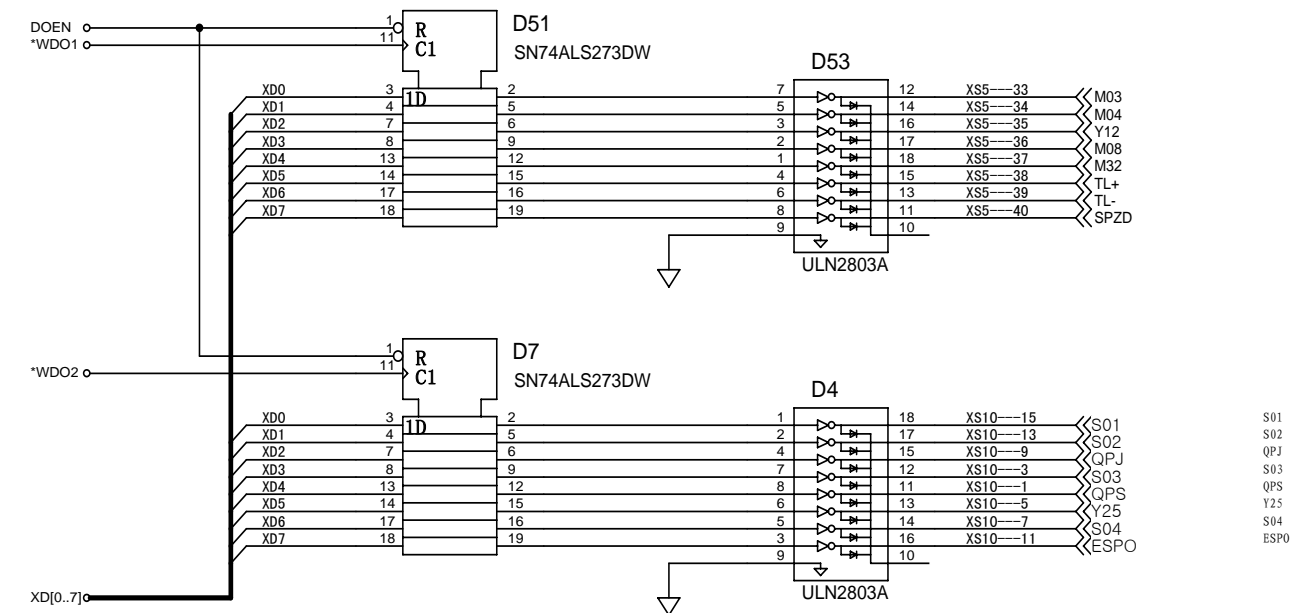 DOEN
*WDO1
1
11
R
C1
D51
SN74ALS273DW
D53
XD0 3 1D 2 7 12 XS5---33 M03
XD1 4 5 5 14 XS5---34 M04
XD2 7 6 3 16 XS5---35 Y12
XD3 8 9 2 17 XS5---36 M08
XD4 13 12 1 18 XS5---37 M32
XD5 14 15 4 15 XS5---38 TL+
XD6 17 16 6 13 XS5---39 TL-
XD7 18 19 8 11 XS5---40 SPZD
9 10
ULN2803A
*WDO2
1
11
R
C1
D7
SN74ALS273DW
D4
XD0 3 1D 2 1 18 XS10---15 S01 S01
XD1 4 5 2 17 XS10---13 S02 S02
XD2 7 6 4 15 XS10---9 QPJ QPJ
XD3 8 9 7 12 XS10---3 S03 S03
XD4 13 12 8 11 XS10---1 QPS QPS
XD5 14 15 6 13 XS10---5 Y25 Y25
XD6 17 16 5 14 XS10---7 S04 S04
XD7 18 19 3 16 XS10---11 ESPO ESPO
9 10
ULN2803A
XD[0..7]